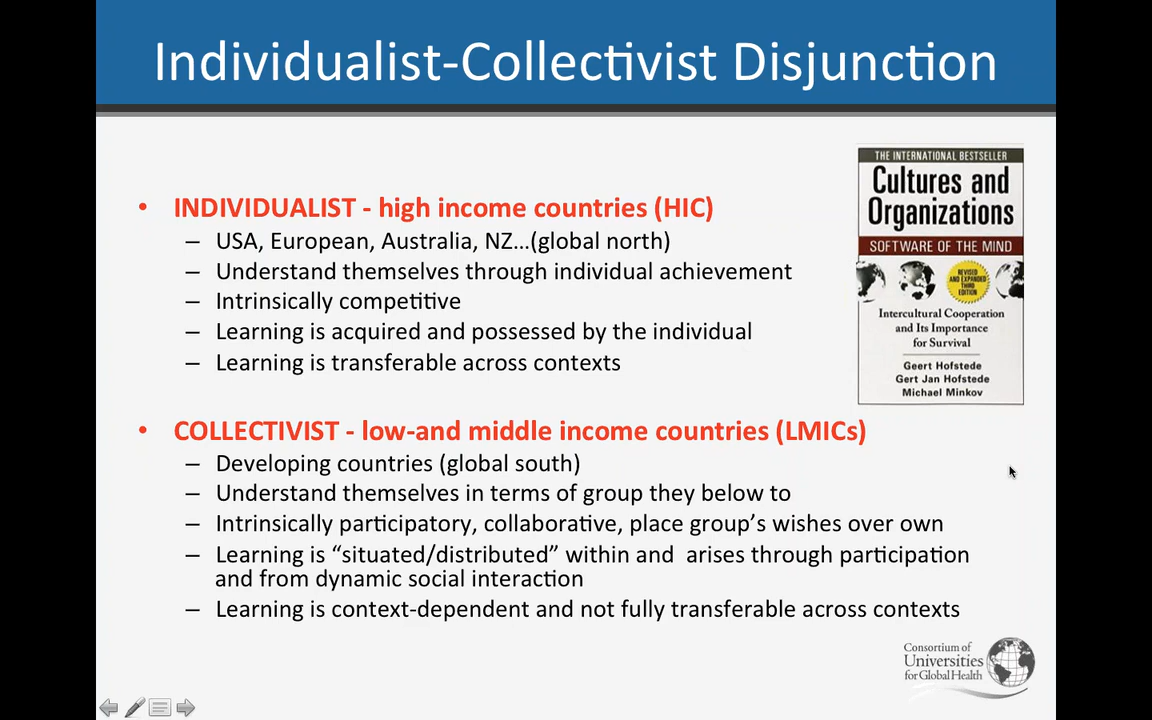 Individualist-Collectivist Disjunction
• INDIVIDUALIST - high income countries (HIC)
– USA, European, Australia, NZ...(global north)
– Understand themselves through individual achievement
– Intrinsically competitive
– Learning is acquired and possessed by the individual
– Learning is transferable across contexts
THE INTERNATIONAL BESTSELLER
Cultures and
Organizations
SOFTWARE OF THE MIND
REVISED
AND EXPANDED
THIRD
EDITION
Intercultural Cooperation
and Its Importance
for Survival
Geert Hofstede
Gert Jan Hofstede
Michael Minkov
• COLLECTIVIST - low-and middle income countries (LMICs)
– Developing countries (global south)
– Understand themselves in terms of group they below to
– Intrinsically participatory, collaborative, place group's wishes over own
– Learning is "situated/distributed" within and  arises through participation
and from dynamic social interaction
– Learning is context-dependent and not fully transferable across contexts
Consortium of
Universities
for Global Health